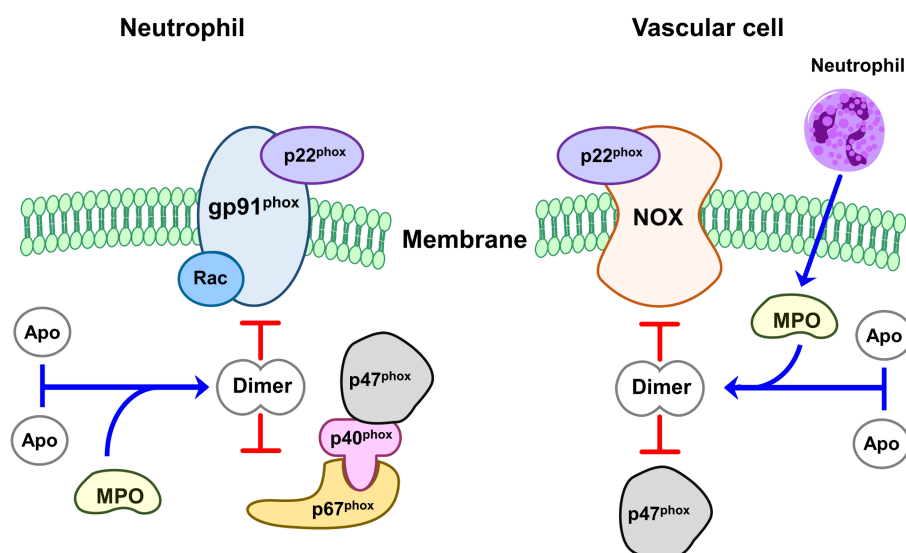 Neutrophil
Vascular cell
Neutrophil
p22phox
gp91phox
Rac
Membrane
p22phox
NOX
Apo
Apo
MPO
Dimer
p47phox
p40phox
p67phox
MPO
Apo
Apo
Dimer
p47phox